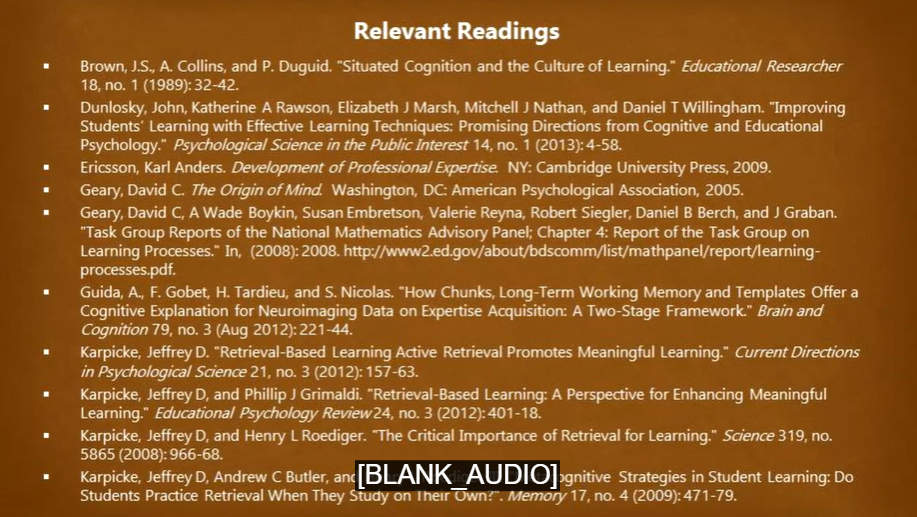 Relevant Readings
▪ Brown, J.S., A. Collins, and P. Duguid. "Situated Cognition and the Culture of Learning." Educational Researcher
18, no. 1 (1989): 32-42.
▪ Dunlosky, John, Katherine A Rawson, Elizabeth J Marsh, Mitchell J Nathan, and Daniel T Willingham. "Improving
Students' Learning with Effective Learning Techniques: Promising Directions from Cognitive and Educational
Psychology." Psychological Science in the Public Interest 14, no. 1 (2013): 4-58.
▪ Ericsson, Karl Anders. Development of Professional Expertise. NY: Cambridge University Press, 2009.
▪ Geary, David C. The Origin of Mind. Washington, DC: American Psychological Association, 2005.
▪ Geary, David C, A Wade Boykin, Susan Embretson, Valerie Reyna, Robert Siegler, Daniel B Berch, and J Graban.
"Task Group Reports of the National Mathematics Advisory Panel; Chapter 4: Report of the Task Group on
Learning Processes." In, (2008): 2008. http://www2.ed.gov/about/bdscomm/list/mathpanel/report/learning-
processes.pdf.
▪ Guida, A., F. Gobet, H. Tardieu, and S. Nicolas. "How Chunks, Long-Term Working Memory and Templates Offer a
Cognitive Explanation for Neuroimaging Data on Expertise Acquisition: A Two-Stage Framework." Brain and
Cognition 79, no. 3 (Aug 2012): 221-44.
▪ Karpicke, Jeffrey D. "Retrieval-Based Learning Active Retrieval Promotes Meaningful Learning." Current Directions
in Psychological Science 21, no. 3 (2012): 157-63.
▪ Karpicke, Jeffrey D, and Phillip J Grimaldi. "Retrieval-Based Learning: A Perspective for Enhancing Meaningful
Learning." Educational Psychology Review 24, no. 3 (2012): 401-18.
▪ Karpicke, Jeffrey D, and Henry L Roediger. "The Critical Importance of Retrieval for Learning." Science 319, no.
5865 (2008): 966-68.
▪ Karpicke, Jeffrey D, Andrew C Butler, and Strategies in Student Learning: Do
[BLANK_AUDIO]
Students Practice Retrieval When They Study on Their Own?". Memory 17, no. 4 (2009): 471-79.